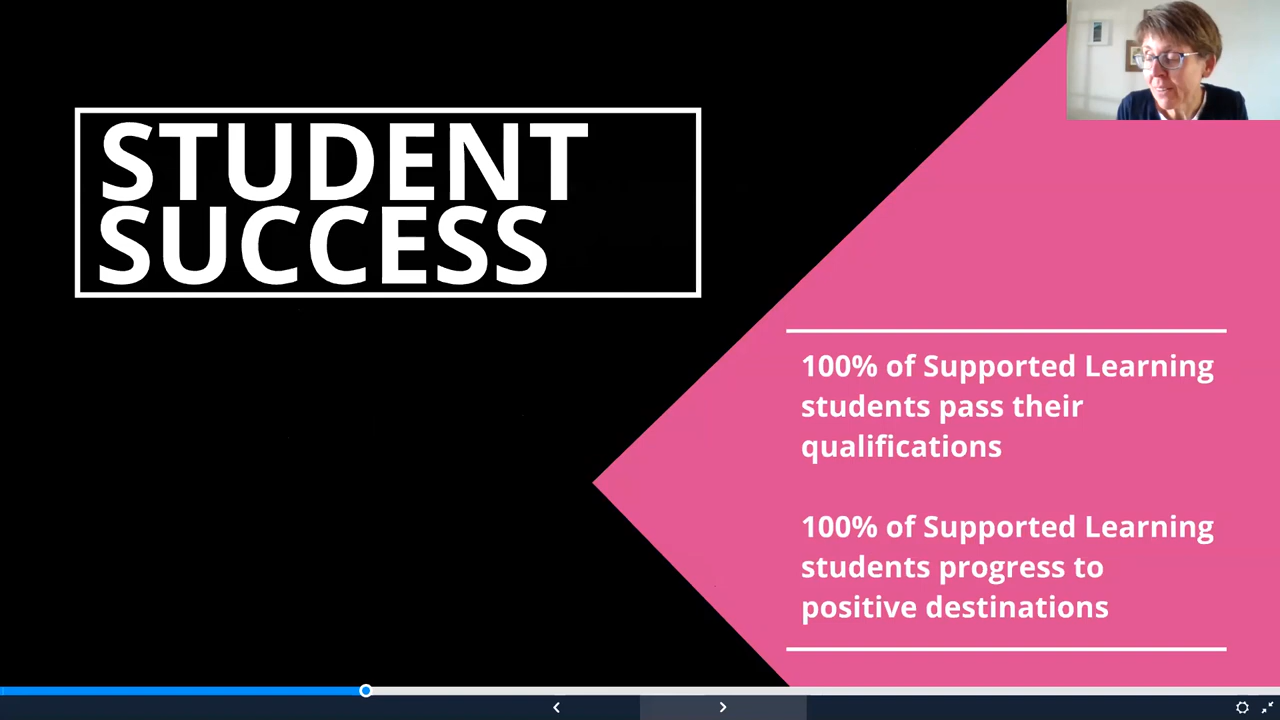 STUDENT
SUCCESS
100% of Supported Learning
students pass their
qualifications
100% of Supported Learning
students progress to
positive destinations